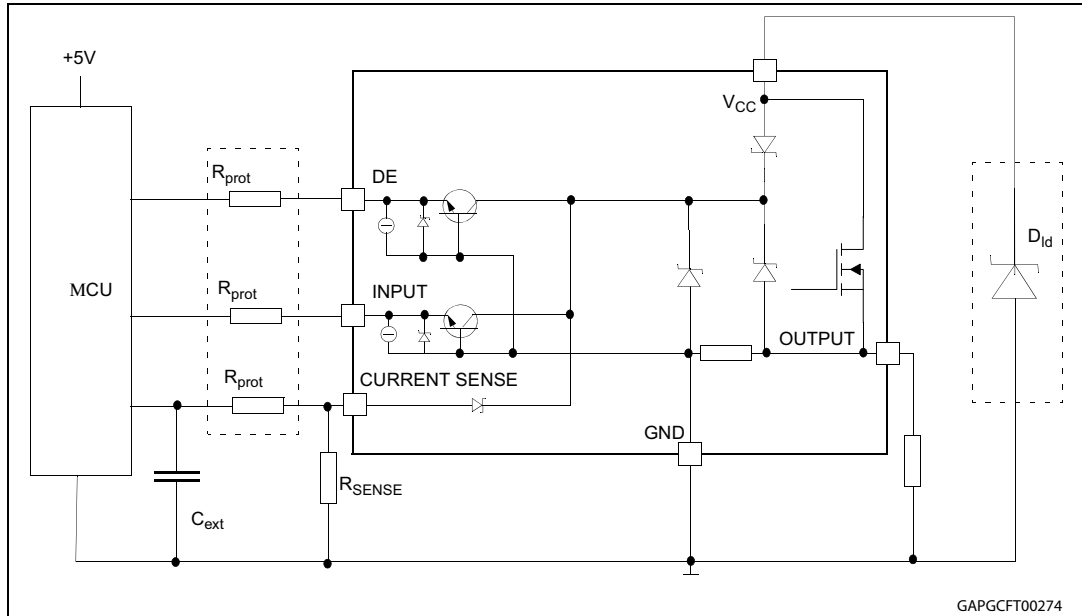 +5V
V_CC
R_prot
DE
D_ld
MCU
R_prot
INPUT
OUTPUT
R_prot
CURRENT SENSE
GND
R_SENSE
C_ext
GAPGCFT00274